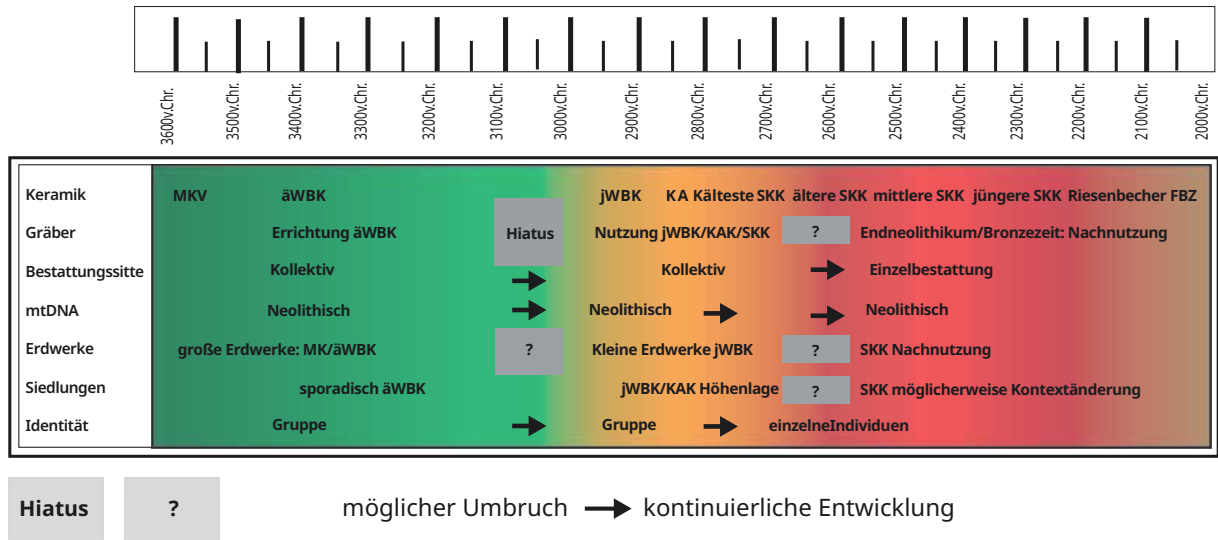 3600v.Chr. 3500v.Chr. 3400v.Chr. 3300v.Chr. 3200v.Chr. 3100v.Chr. 3000v.Chr. 2900v.Chr. 2800v.Chr. 2700v.Chr. 2600v.Chr. 2500v.Chr. 2400v.Chr. 2300v.Chr. 2200v.Chr. 2100v.Chr. 2000v.Chr.
Keramik MKV äWBK jWBK KA Kälteste SKK ältere SKK mittlere SKK jüngere SKK Riesenbecher FBZ
Gräber Errichtung äWBK Hiatus Nutzung jWBK/KAK/SKK ? Endneolithikum/Bronzezeit: Nachnutzung
Bestattungssitte Kollektiv Kollektiv Einzelbestattung
mtDNA Neolithisch Neolithisch Neolithisch
Erdwerke große Erdwerke: MK/äWBK ? Kleine Erdwerke jWBK ? SKK Nachnutzung
Siedlungen sporadisch äWBK jWBK/KAK Höhenlage ? SKK möglicherweise Kontextänderung
Identität Gruppe Gruppe einzelneIndividuen
Hiatus ? möglicher Umbruch kontinuierliche Entwicklung